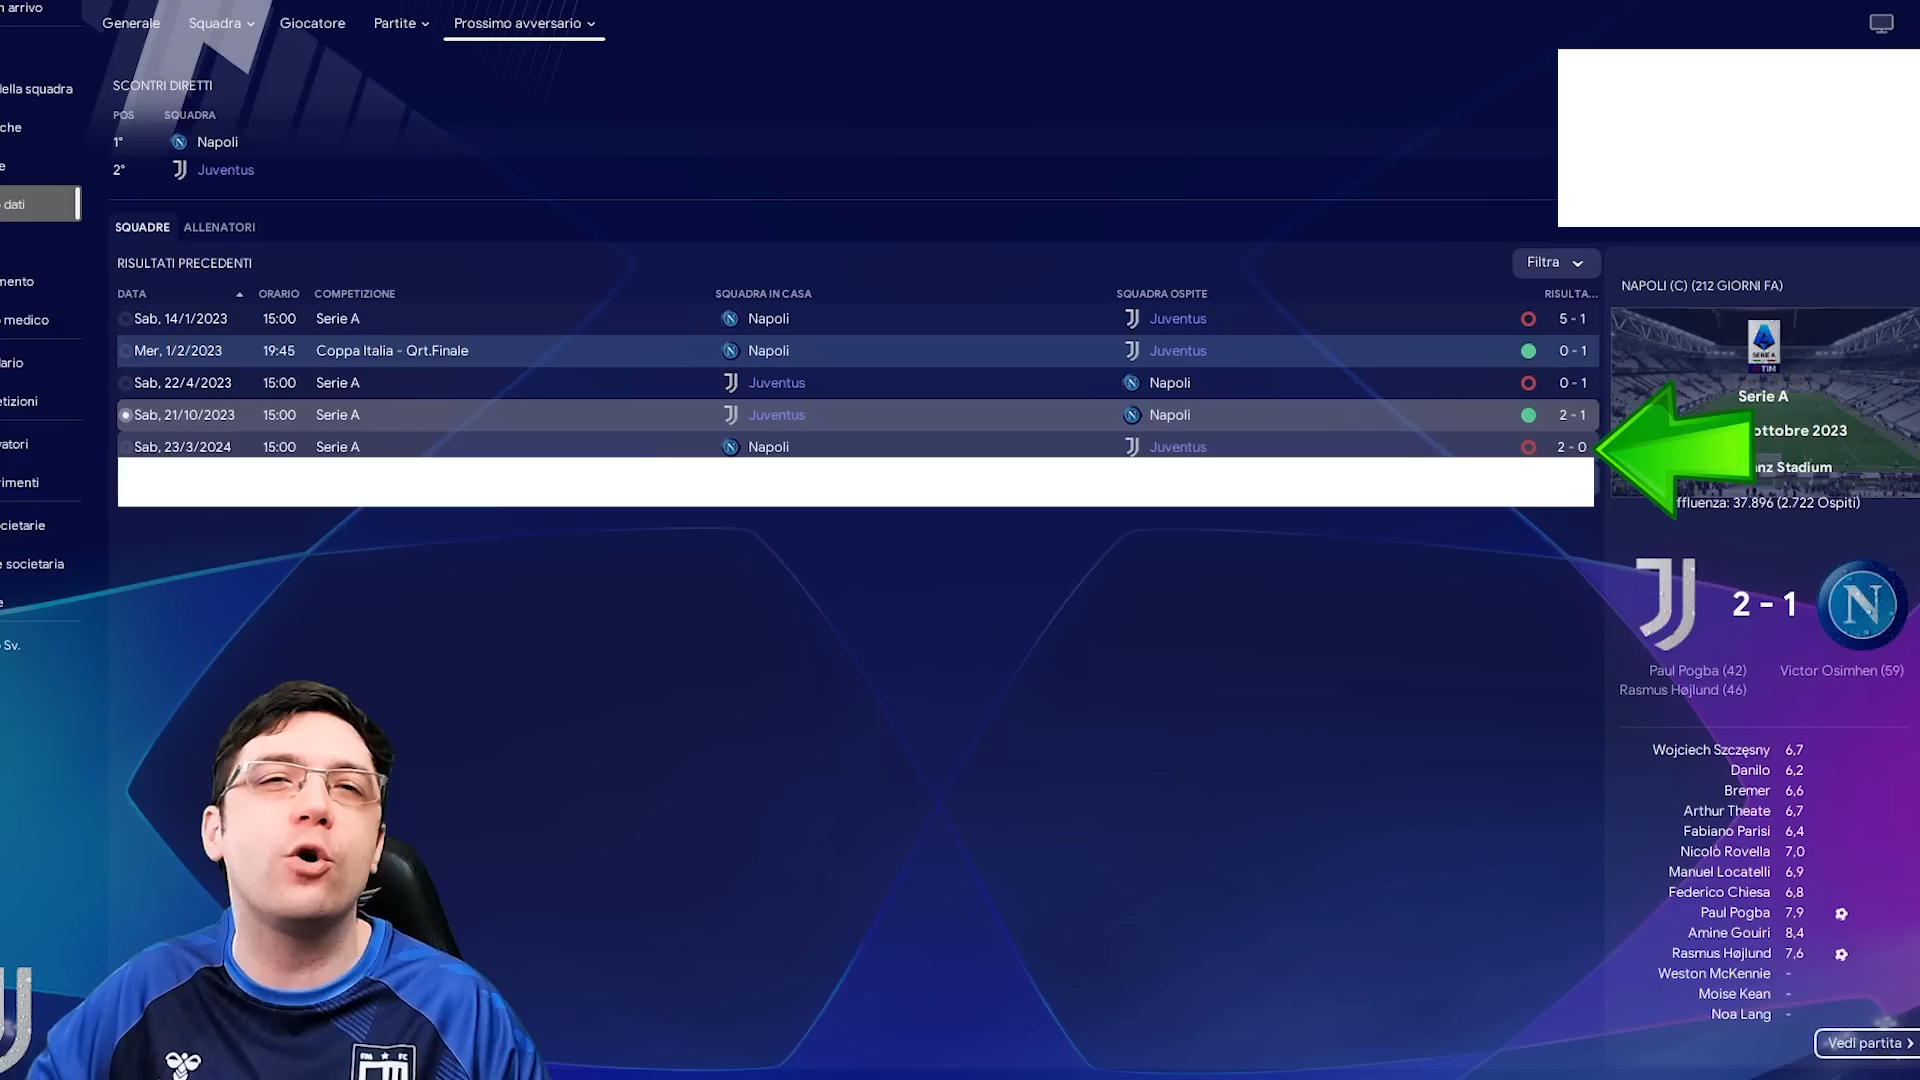 n arrivo
Generale Squadra Giocatore Partite Prossimo avversario
ella squadra
che
e
dati
mento
medico
ario
etizioni
atori
rimenti
cietarie
e societaria
e
Sv.
SCONTRI DIRETTI
POS SQUADRA
1° Napoli
2° Juventus
SQUADRE ALLENATORI
RISULTATI PRECEDENTI Filtra
DATA ORARIO COMPETIZIONE SQUADRA IN CASA SQUADRA OSPITE RISULTA...
Sab, 14/1/2023 15:00 Serie A Napoli Juventus 5 - 1
Mer, 1/2/2023 19:45 Coppa Italia - Qrt.Finale Napoli Juventus 0 - 1
Sab, 22/4/2023 15:00 Serie A Juventus Napoli 0 - 1
Sab, 21/10/2023 15:00 Serie A Juventus Napoli 2 - 1
Sab, 23/3/2024 15:00 Serie A Napoli Juventus 2 - 0
NAPOLI (C) (212 GIORNI FA)
SERIE A
TIM
Serie A
ottobre 2023
nz Stadium
ffluenza: 37.896 (2.722 Ospiti)
2 - 1
Paul Pogba (42) Victor Osimhen (59)
Rasmus Højlund (46)
Wojciech Szczęsny 6,7
Danilo 6,2
Bremer 6,6
Arthur Theate 6,7
Fabiano Parisi 6,4
Nicolò Rovella 7,0
Manuel Locatelli 6,9
Federico Chiesa 6,8
Paul Pogba 7,9
Amine Gouiri 8,4
Rasmus Højlund 7,6
Weston McKennie -
Moise Kean -
Noa Lang -
Vedi partita
FM FC